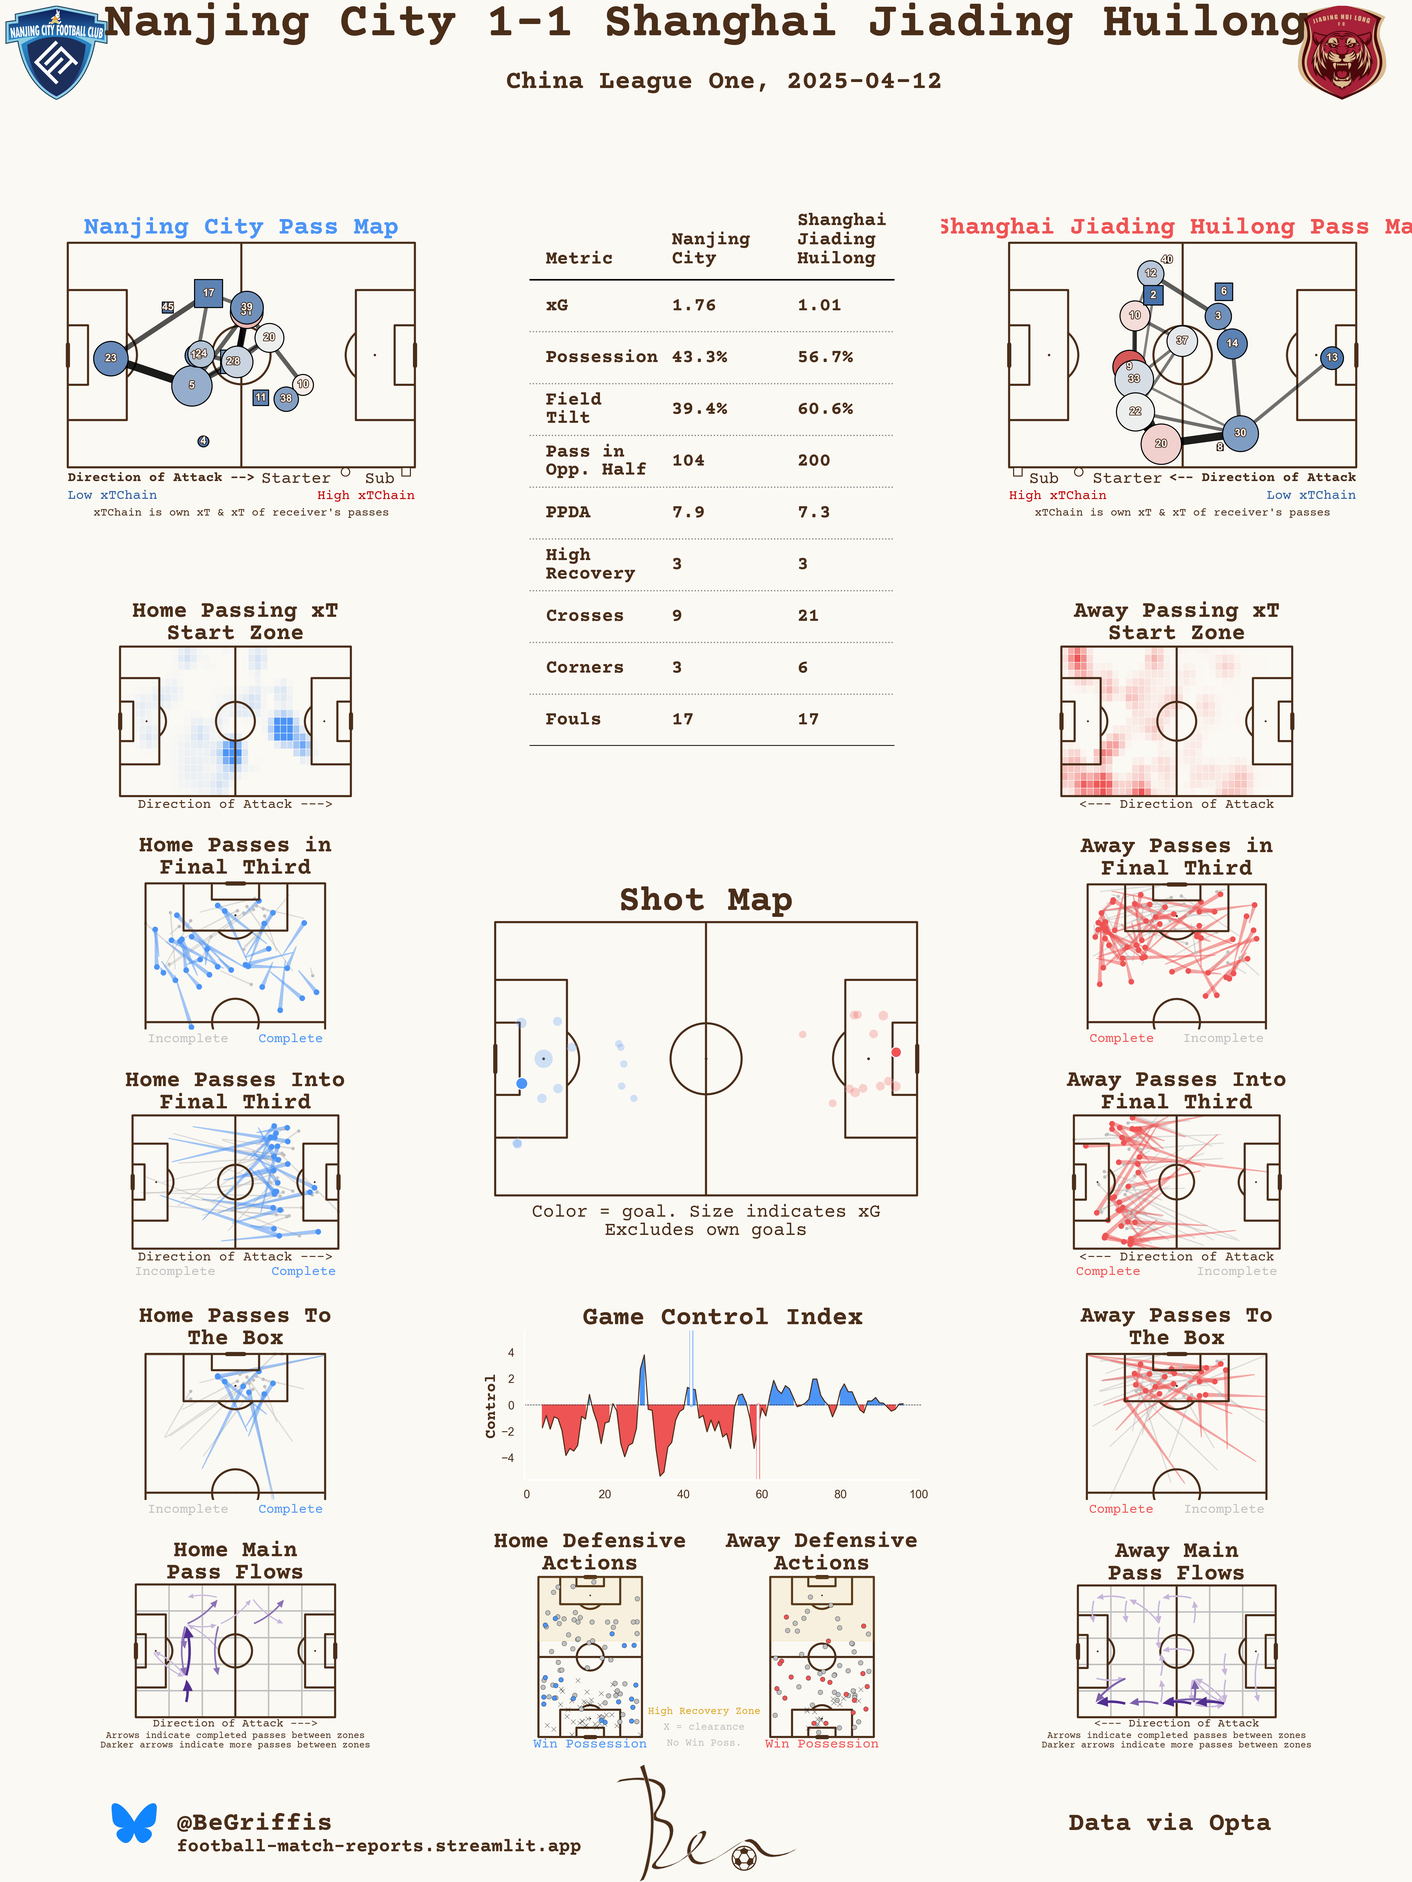 Nanjing City 1-1 Shanghai Jiading Huilong
NANJING CITY FOOTBALL CLUB
JIADING HUI LONG
China League One, 2025-04-12
Nanjing City Pass Map
45
17
39
20
23
24
28
5
10
11
38
4
Direction of Attack --> Starter Sub
Low xTChain High xTChain
xTChain is own xT & xT of receiver's passes
Metric Nanjing City Shanghai Jiading Huilong
xG 1.76 1.01
Possession 43.3% 56.7%
Field Tilt 39.4% 60.6%
Pass in Opp. Half 104 200
PPDA 7.9 7.3
High Recovery 3 3
Crosses 9 21
Corners 3 6
Fouls 17 17
Shanghai Jiading Huilong Pass Ma
40
12
2
6
10
3
37
14
13
9
33
22
20
30
8
Sub Starter <-- Direction of Attack
High xTChain Low xTChain
xTChain is own xT & xT of receiver's passes
Home Passing xT
Start Zone
Direction of Attack --->
Away Passing xT
Start Zone
<--- Direction of Attack
Home Passes in
Final Third
Incomplete Complete
Away Passes in
Final Third
Complete Incomplete
Shot Map
Color = goal. Size indicates xG
Excludes own goals
Home Passes Into
Final Third
Direction of Attack --->
Incomplete Complete
Away Passes Into
Final Third
<--- Direction of Attack
Complete Incomplete
Home Passes To
The Box
Incomplete Complete
Game Control Index
Control
4
2
0
−2
−4
0 20 40 60 80 100
Away Passes To
The Box
Complete Incomplete
Home Main
Pass Flows
Direction of Attack --->
Arrows indicate completed passes between zones
Darker arrows indicate more passes between zones
Home Defensive
Actions
Win Possession
High Recovery Zone
X = clearance
No Win Poss.
Away Defensive
Actions
Win Possession
Away Main
Pass Flows
<--- Direction of Attack
Arrows indicate completed passes between zones
Darker arrows indicate more passes between zones
@BeGriffis
football-match-reports.streamlit.app
Ben
Data via Opta